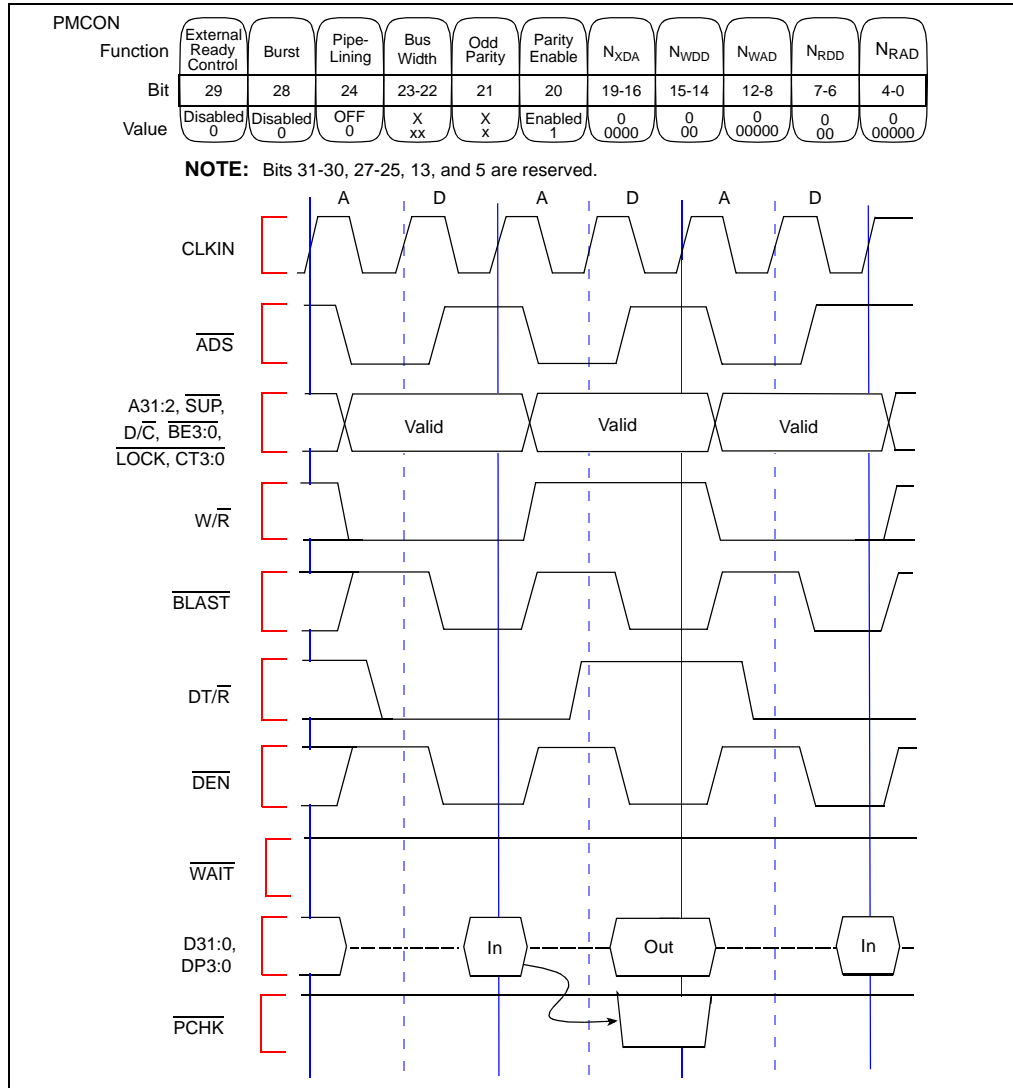 PMCON
Function External Ready Control Burst Pipe-Lining Bus Width Odd Parity Parity Enable NXDA NWDD NWAD NRDD NRAD
Bit 29 28 24 23-22 21 20 19-16 15-14 12-8 7-6 4-0
Value Disabled 0 Disabled 0 OFF 0 X xx X x Enabled 1 0 0000 0 00 0 00000 0 00 0 00000
NOTE: Bits 31-30, 27-25, 13, and 5 are reserved.
A D A D A D
CLKIN
ADS
A31:2, SUP,
D/C, BE3:0,
LOCK, CT3:0
Valid Valid Valid
W/R
BLAST
DT/R
DEN
WAIT
D31:0,
DP3:0
In Out In
PCHK